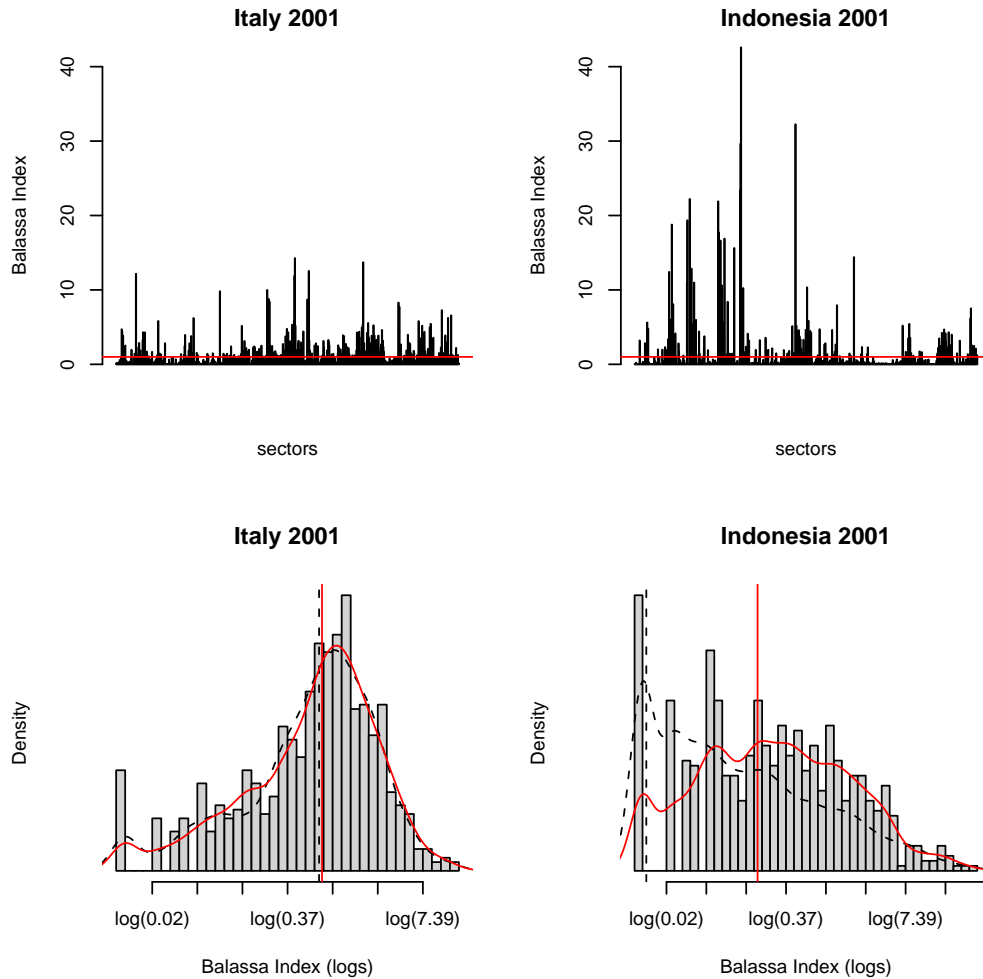 Italy 2001
Balassa Index
0 10 20 30 40
sectors
Indonesia 2001
Balassa Index
0 10 20 30 40
sectors
Italy 2001
Density
log(0.02) log(0.37) log(7.39)
Balassa Index (logs)
Indonesia 2001
Density
log(0.02) log(0.37) log(7.39)
Balassa Index (logs)